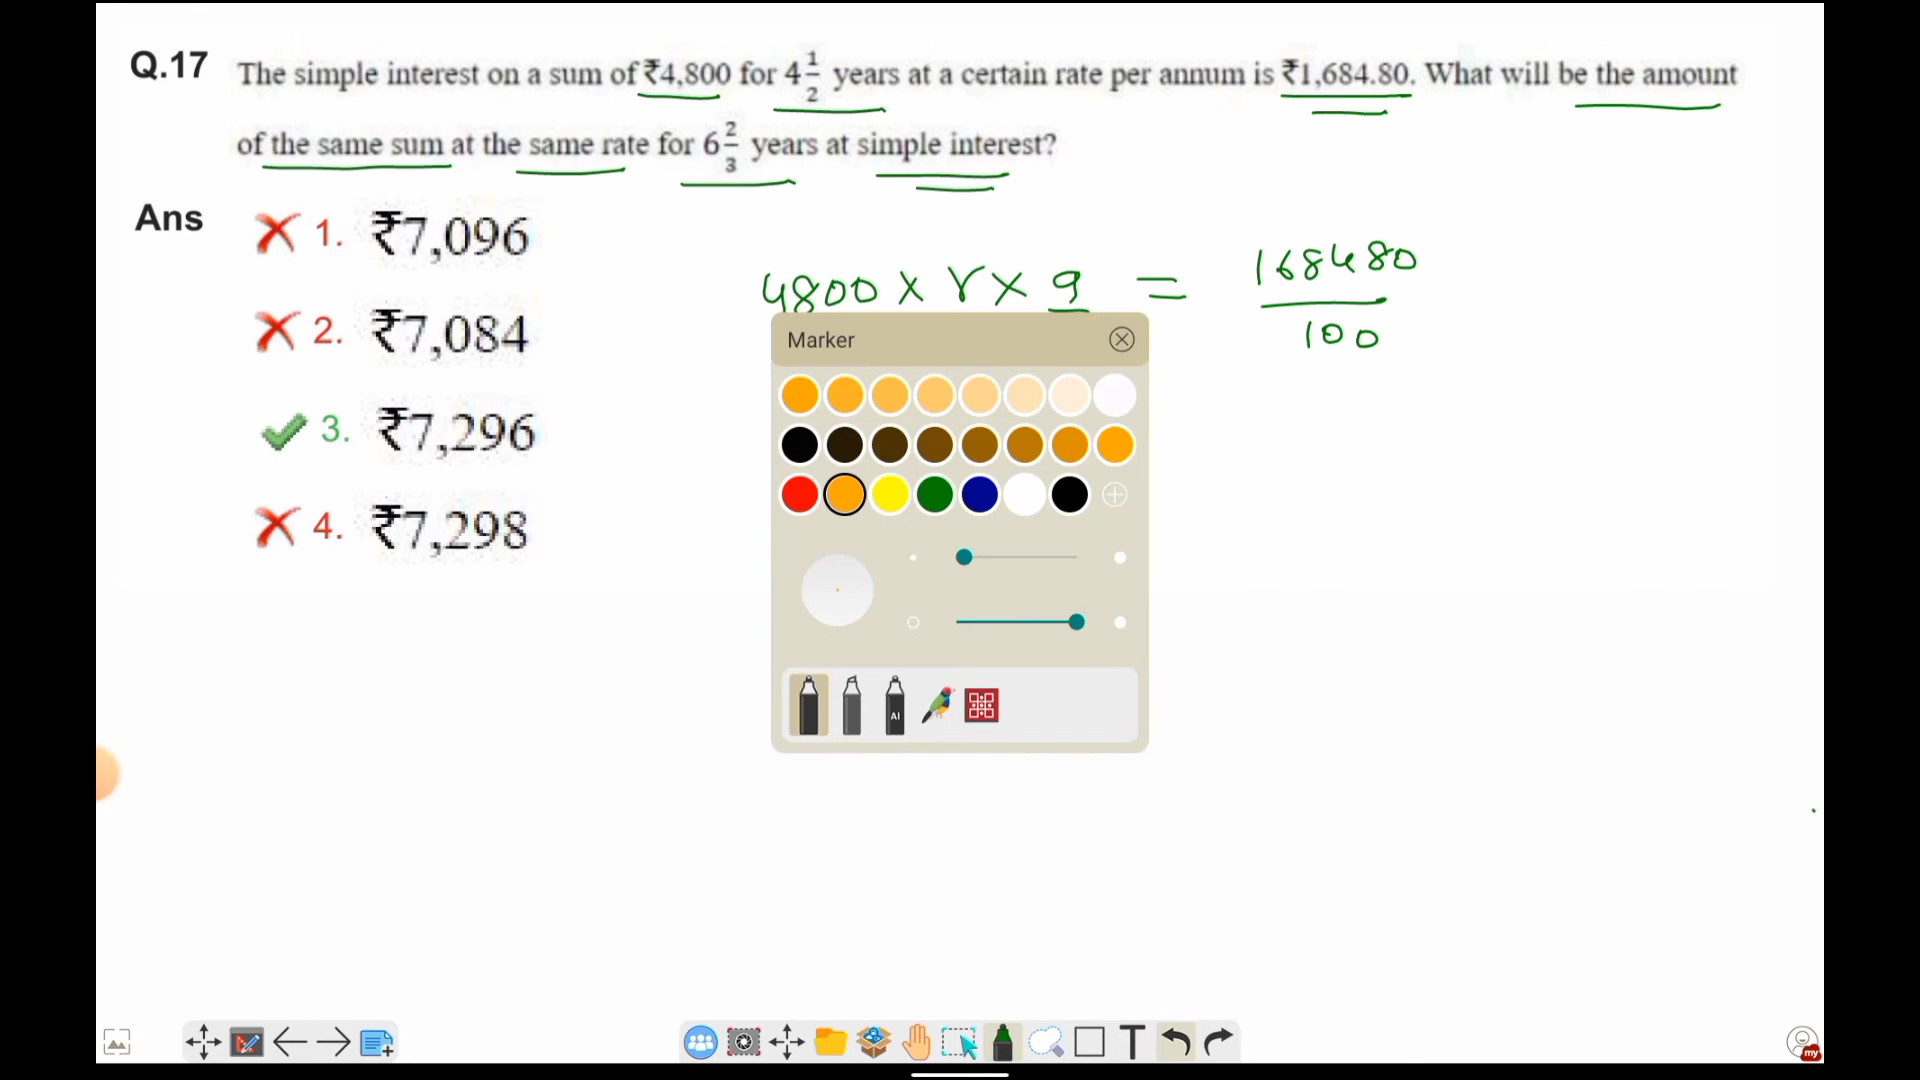 Q.17 The simple interest on a sum of ₹4,800 for 4 1/2 years at a certain rate per annum is ₹1,684.80. What will be the amount
of the same sum at the same rate for 6 2/3 years at simple interest?
Ans
1. ₹7,096
2. ₹7,084
3. ₹7,296
4. ₹7,298
4800 x r x 9 = 168480
100
Marker
AI
T
my